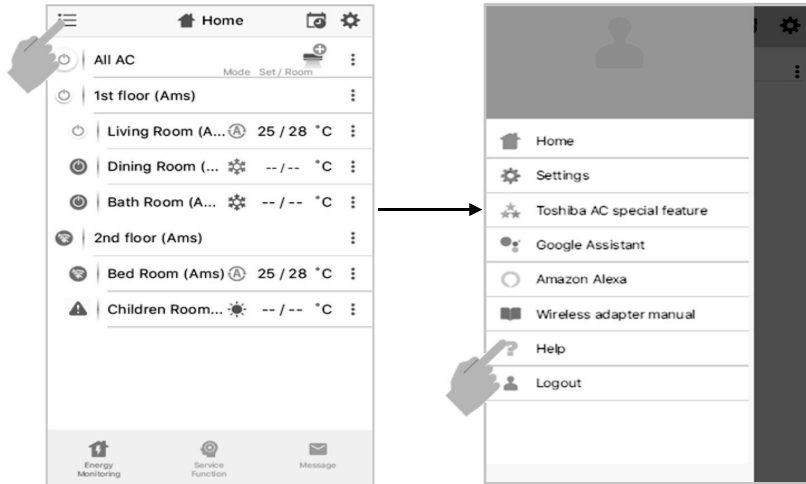 Home
All AC
Mode Set / Room
1st floor (Ams)
Living Room (A... A 25 / 28 °C
Dining Room (... -- / -- °C
Bath Room (A... -- / -- °C
2nd floor (Ams)
Bed Room (Ams) A 25 / 28 °C
Children Room... -- / -- °C
Energy
Monitoring
Service
Function
Message
Home
Settings
Toshiba AC special feature
Google Assistant
Amazon Alexa
Wireless adapter manual
? Help
Logout